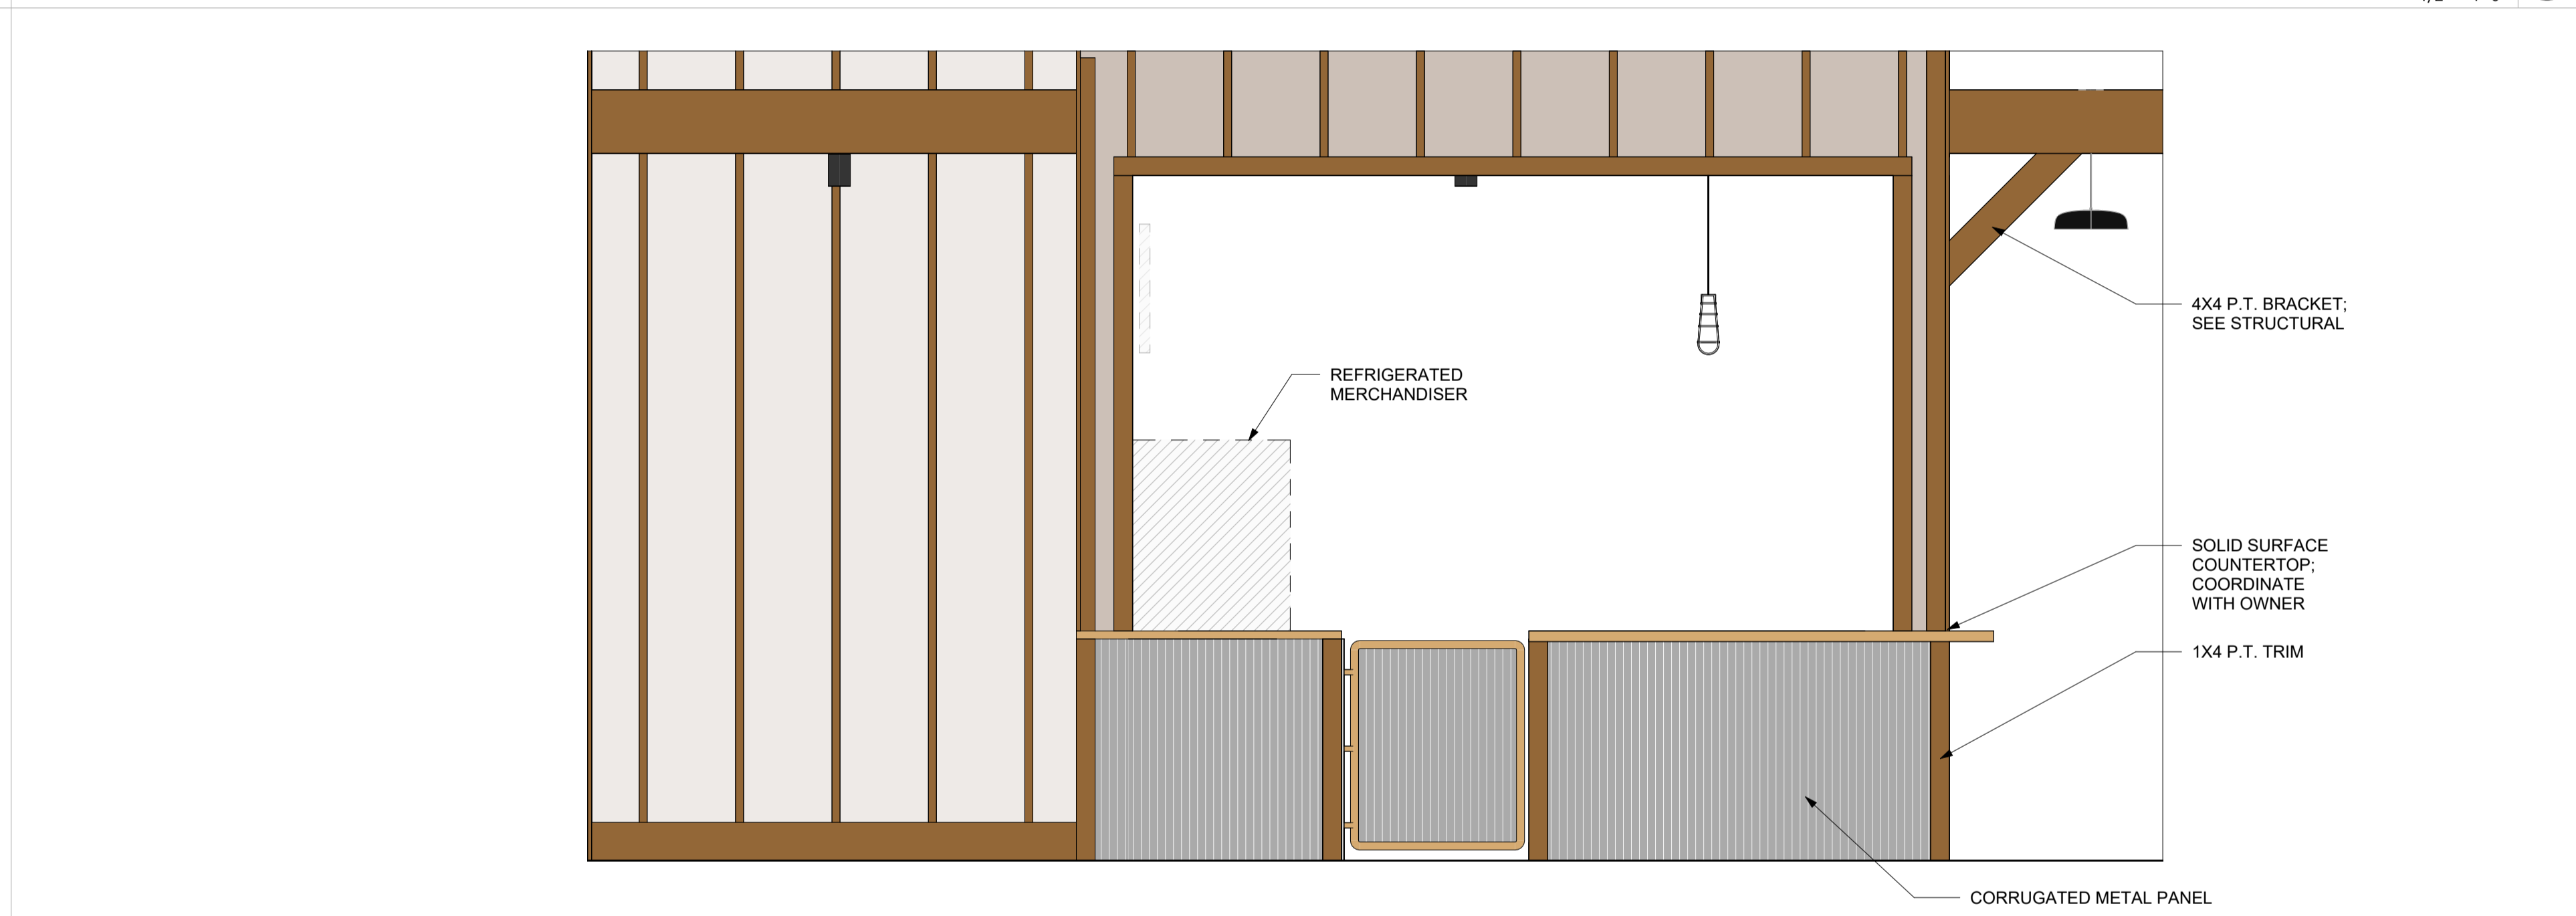 REFRIGERATED
MERCHANDISER
4X4 P.T. BRACKET;
SEE STRUCTURAL
SOLID SURFACE
COUNTERTOP;
COORDINATE
WITH OWNER
1X4 P.T. TRIM
CORRUGATED METAL PANEL